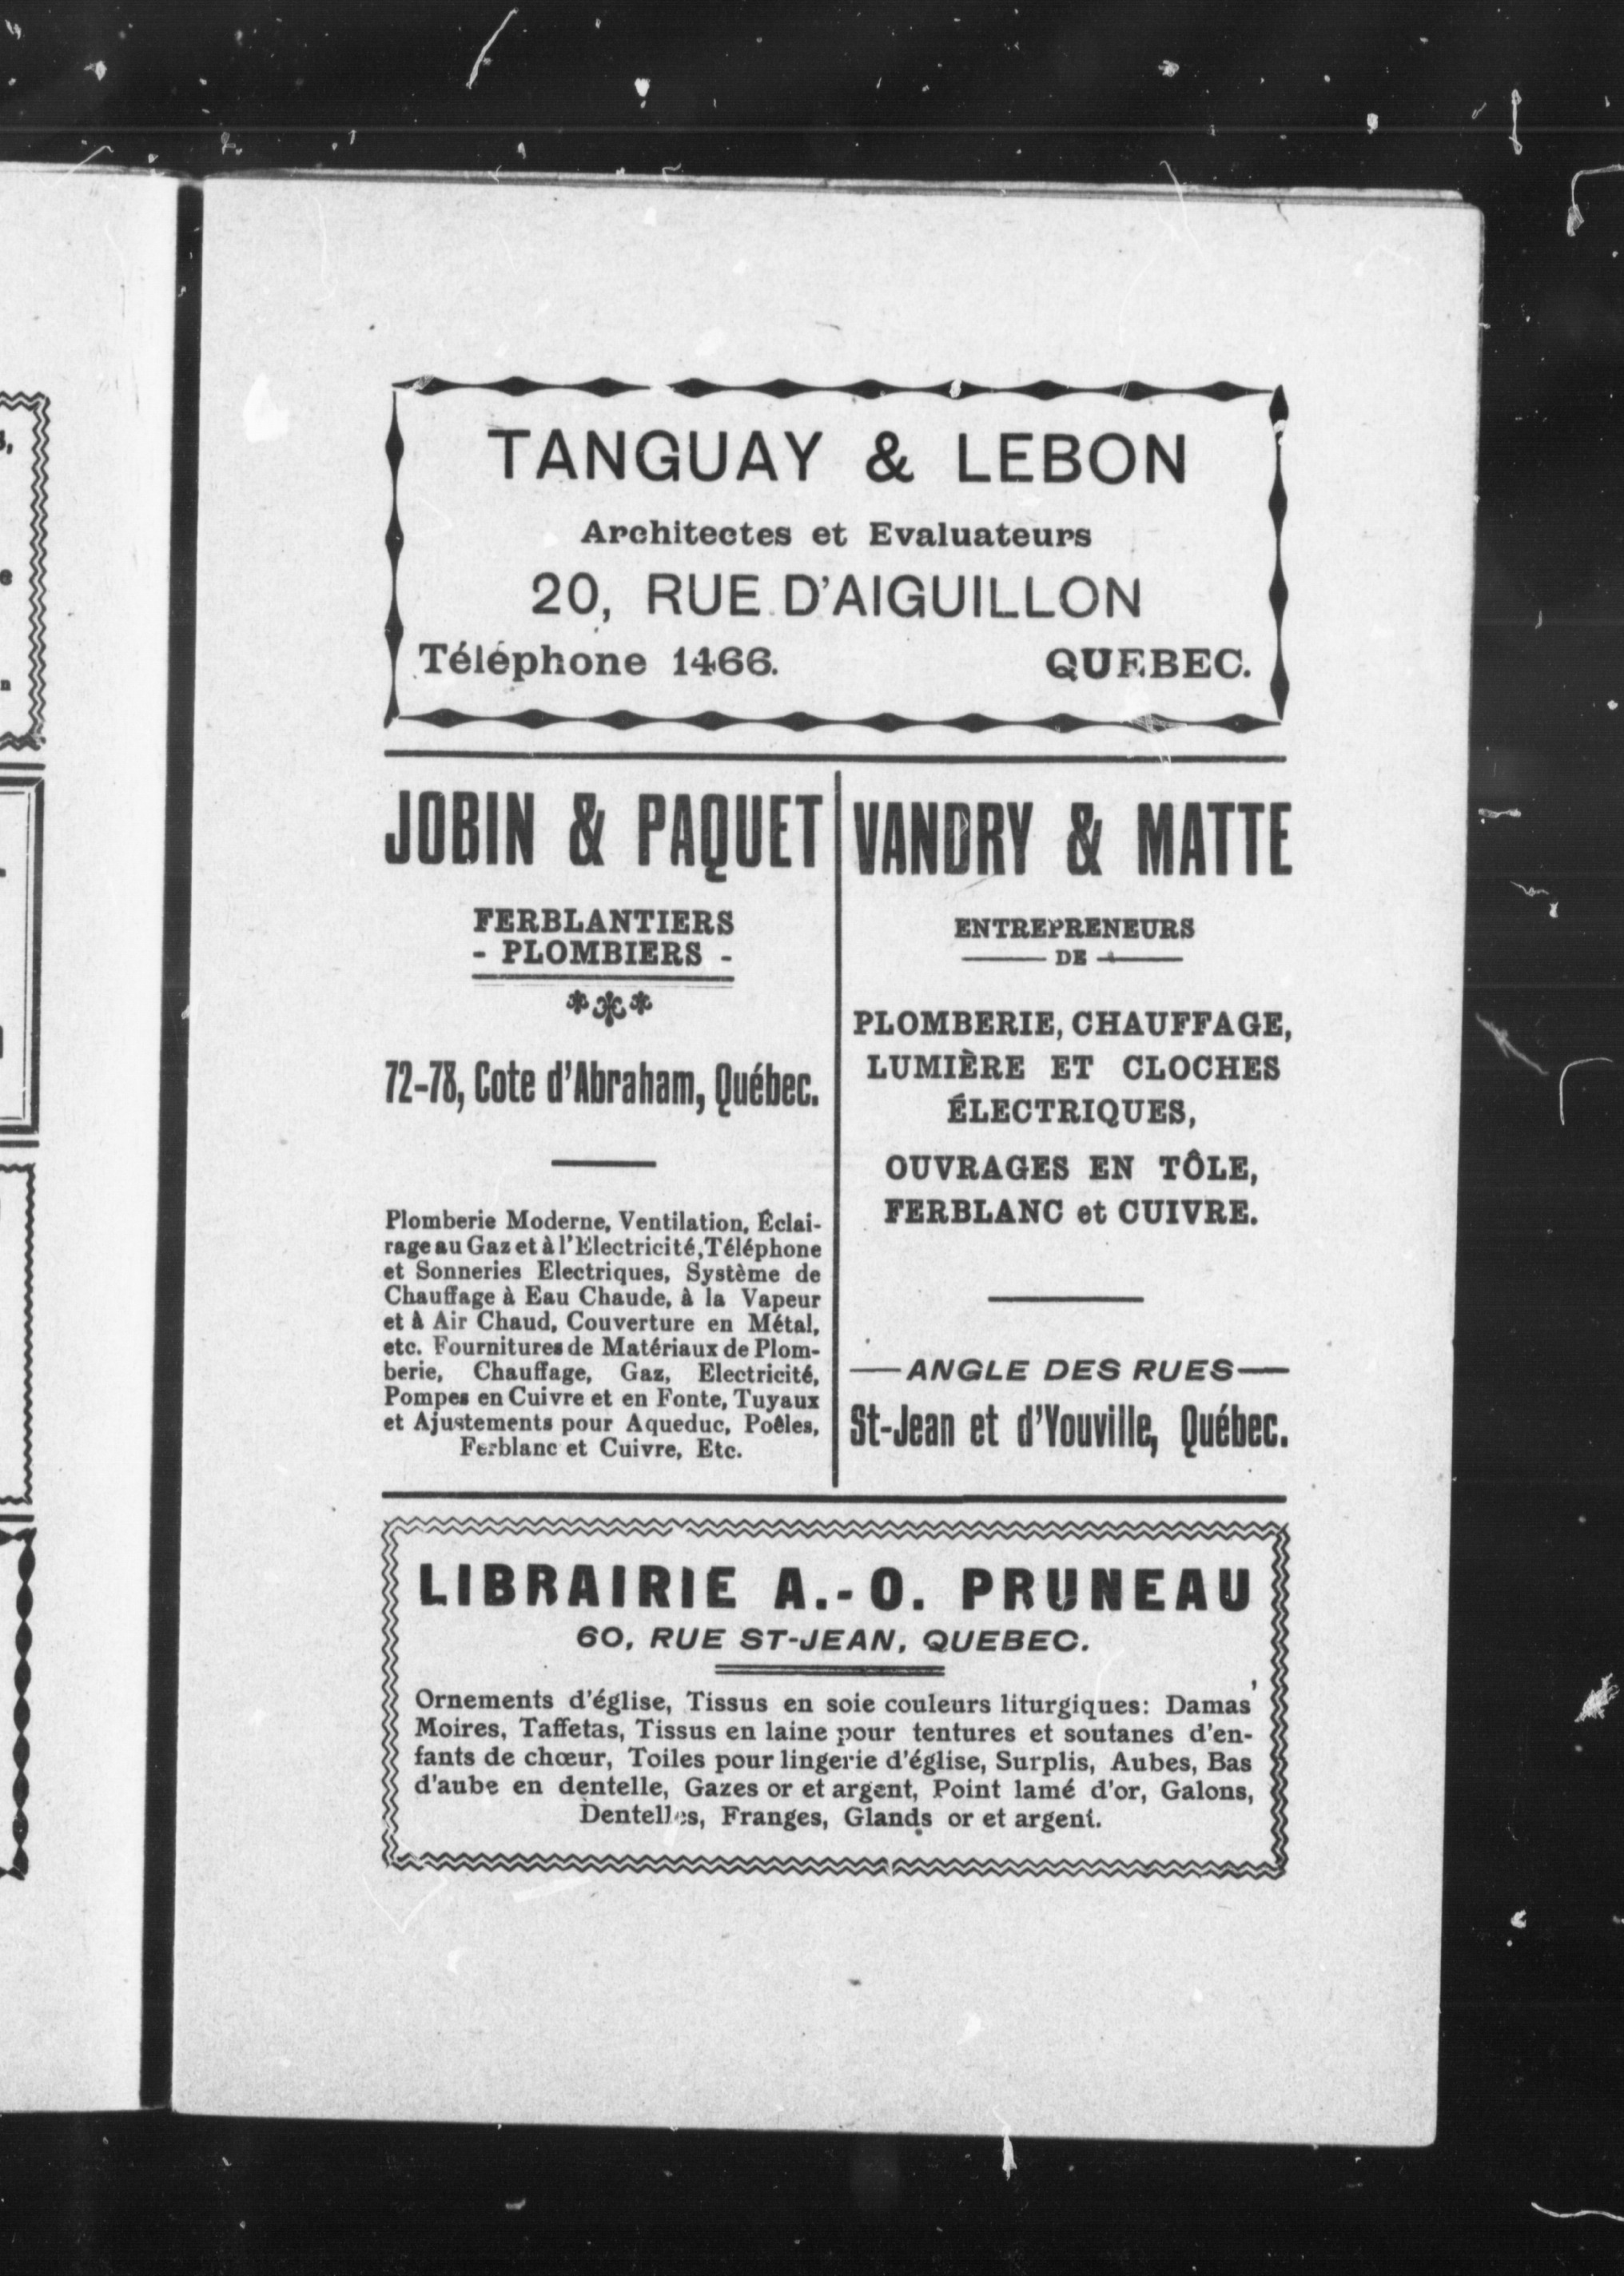 TANGUAY & LEBON
Architectes et Evaluateurs
20, RUE D'AIGUILLON
Téléphone 1466. QUEBEC.
JOBIN & PAQUET
FERBLANTIERS
- PLOMBIERS -
72-78, Cote d'Abraham, Québec.
Plomberie Moderne, Ventilation, Éclai-
rage au Gaz et à l'Electricité, Téléphone
et Sonneries Electriques, Système de
Chauffage à Eau Chaude, à la Vapeur
et à Air Chaud, Couverture en Métal,
etc. Fournitures de Matériaux de Plom-
berie, Chauffage, Gaz, Electricité,
Pompes en Cuivre et en Fonte, Tuyaux
et Ajustements pour Aqueduc, Poêles,
Ferblanc et Cuivre, Etc.
VANDRY & MATTE
ENTREPRENEURS
DE
PLOMBERIE, CHAUFFAGE,
LUMIÈRE ET CLOCHES
ÉLECTRIQUES,
OUVRAGES EN TÔLE,
FERBLANC et CUIVRE.
ANGLE DES RUES
St-Jean et d'Youville, Québec.
LIBRAIRIE A.-O. PRUNEAU
60, RUE ST-JEAN, QUEBEC.
Ornements d'église, Tissus en soie couleurs liturgiques: Damas'
Moires, Taffetas, Tissus en laine pour tentures et soutanes d'en-
fants de chœur, Toiles pour lingerie d'église, Surplis, Aubes, Bas
d'aube en dentelle, Gazes or et argent, Point lamé d'or, Galons,
Dentelles, Franges, Glands or et argent.